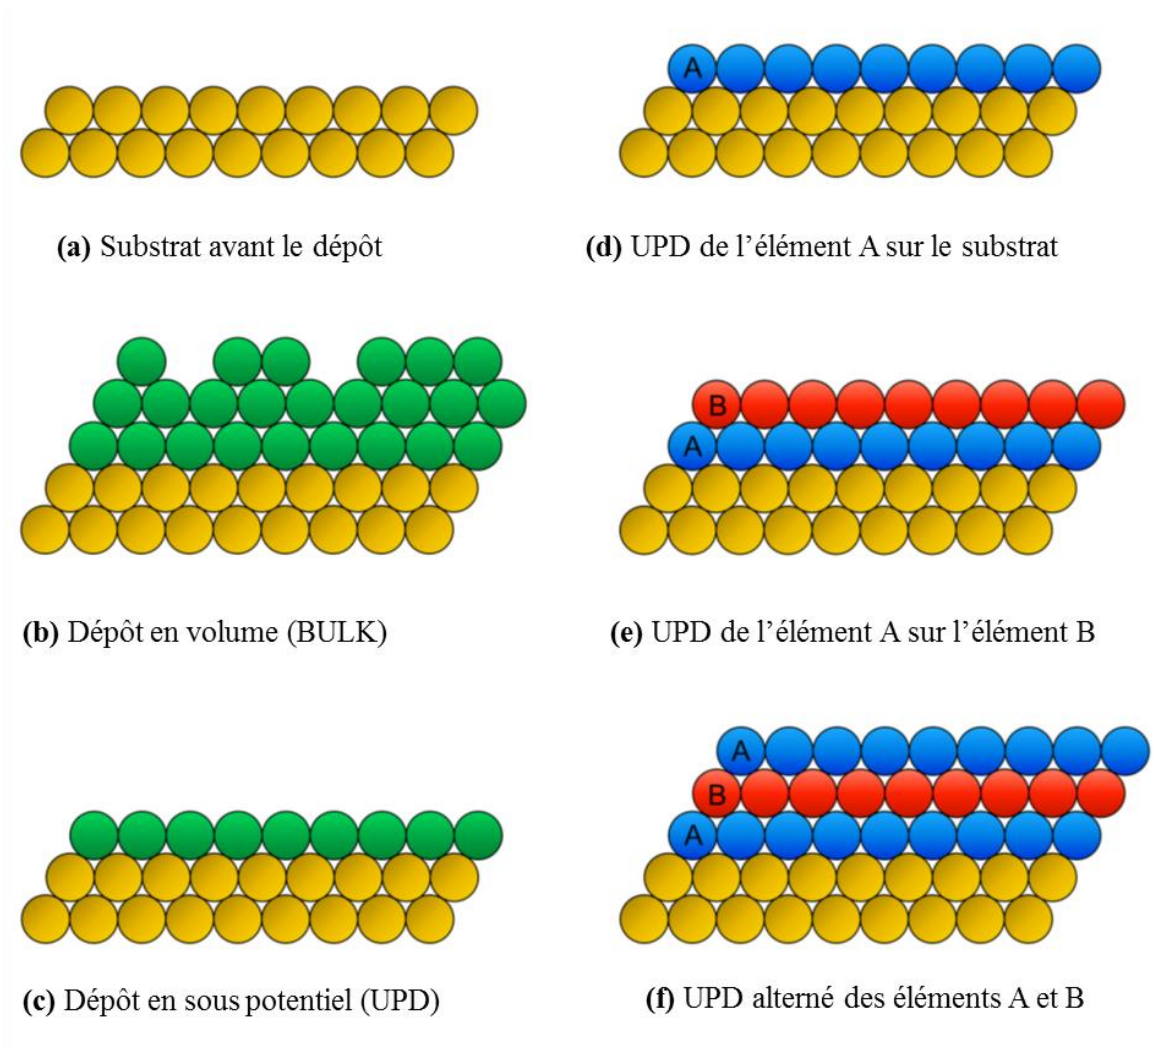 A
(a) Substrat avant le dépôt
(d) UPD de l’élément A sur le substrat
B
A
(b) Dépôt en volume (BULK)
(e) UPD de l’élément A sur l’élément B
A
B
A
(c) Dépôt en sous potentiel (UPD)
(f) UPD alterné des éléments A et B